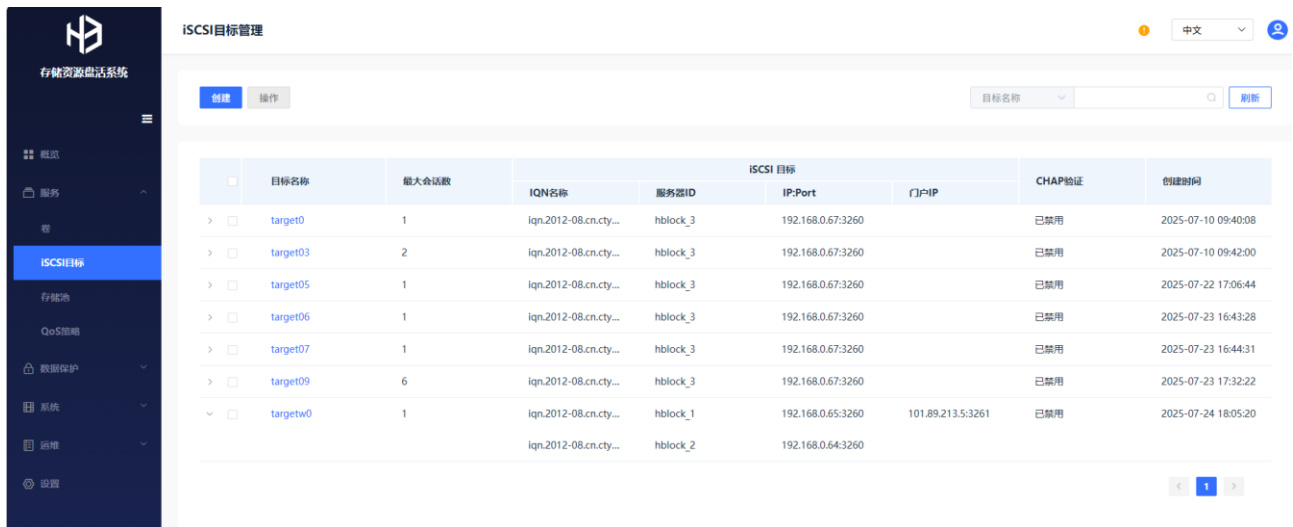 iSCSI目标管理
中文
存储资源盘活系统
创建 操作 目标名称 刷新
概览
服务
卷
iSCSI目标
存储池
QoS策略
数据保护
系统
运维
设置
目标名称 最大会话数 iSCSI 目标 CHAP验证 创建时间
IQN名称 服务器ID IP:Port 门户IP
target0 1 iqn.2012-08.cn.cty... hblock_3 192.168.0.67:3260 已禁用 2025-07-10 09:40:08
target03 2 iqn.2012-08.cn.cty... hblock_3 192.168.0.67:3260 已禁用 2025-07-10 09:42:00
target05 1 iqn.2012-08.cn.cty... hblock_3 192.168.0.67:3260 已禁用 2025-07-22 17:06:44
target06 1 iqn.2012-08.cn.cty... hblock_3 192.168.0.67:3260 已禁用 2025-07-23 16:43:28
target07 1 iqn.2012-08.cn.cty... hblock_3 192.168.0.67:3260 已禁用 2025-07-23 16:44:31
target09 6 iqn.2012-08.cn.cty... hblock_3 192.168.0.67:3260 已禁用 2025-07-23 17:32:22
targetw0 1 iqn.2012-08.cn.cty... hblock_1 192.168.0.65:3260 101.89.213.5:3261 已禁用 2025-07-24 18:05:20
iqn.2012-08.cn.cty... hblock_2 192.168.0.64:3260
1